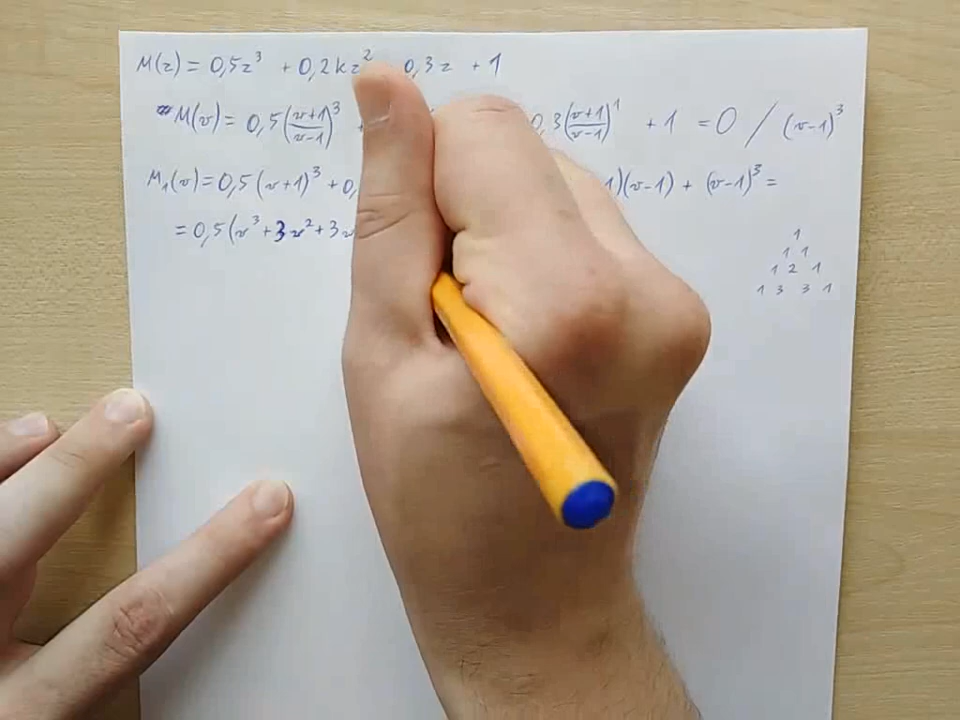 M(z) = 0,5z³ + 0,2kz² 0,3z + 1
M(v) = 0,5(v+1/v-1)³ 0,3(v+1/v-1)¹ + 1 = 0 / (v-1)³
M₁(v) = 0,5(v+1)³ + 0, 1)(v-1) + (v-1)³ =
= 0,5(v³ + 3v² + 3v
1
1 1
1 2 1
1 3 3 1